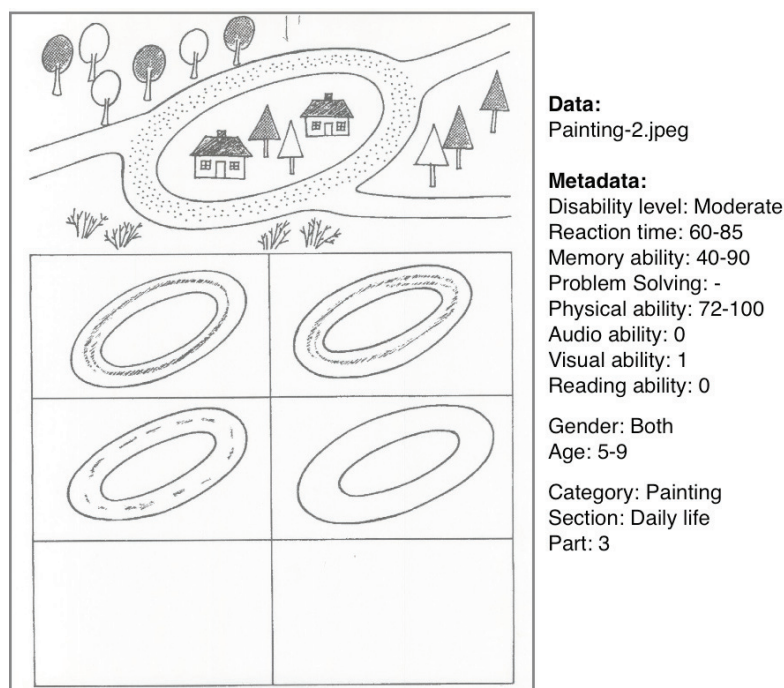 Data:
Painting-2.jpeg
Metadata:
Disability level: Moderate
Reaction time: 60-85
Memory ability: 40-90
Problem Solving: -
Physical ability: 72-100
Audio ability: 0
Visual ability: 1
Reading ability: 0
Gender: Both
Age: 5-9
Category: Painting
Section: Daily life
Part: 3